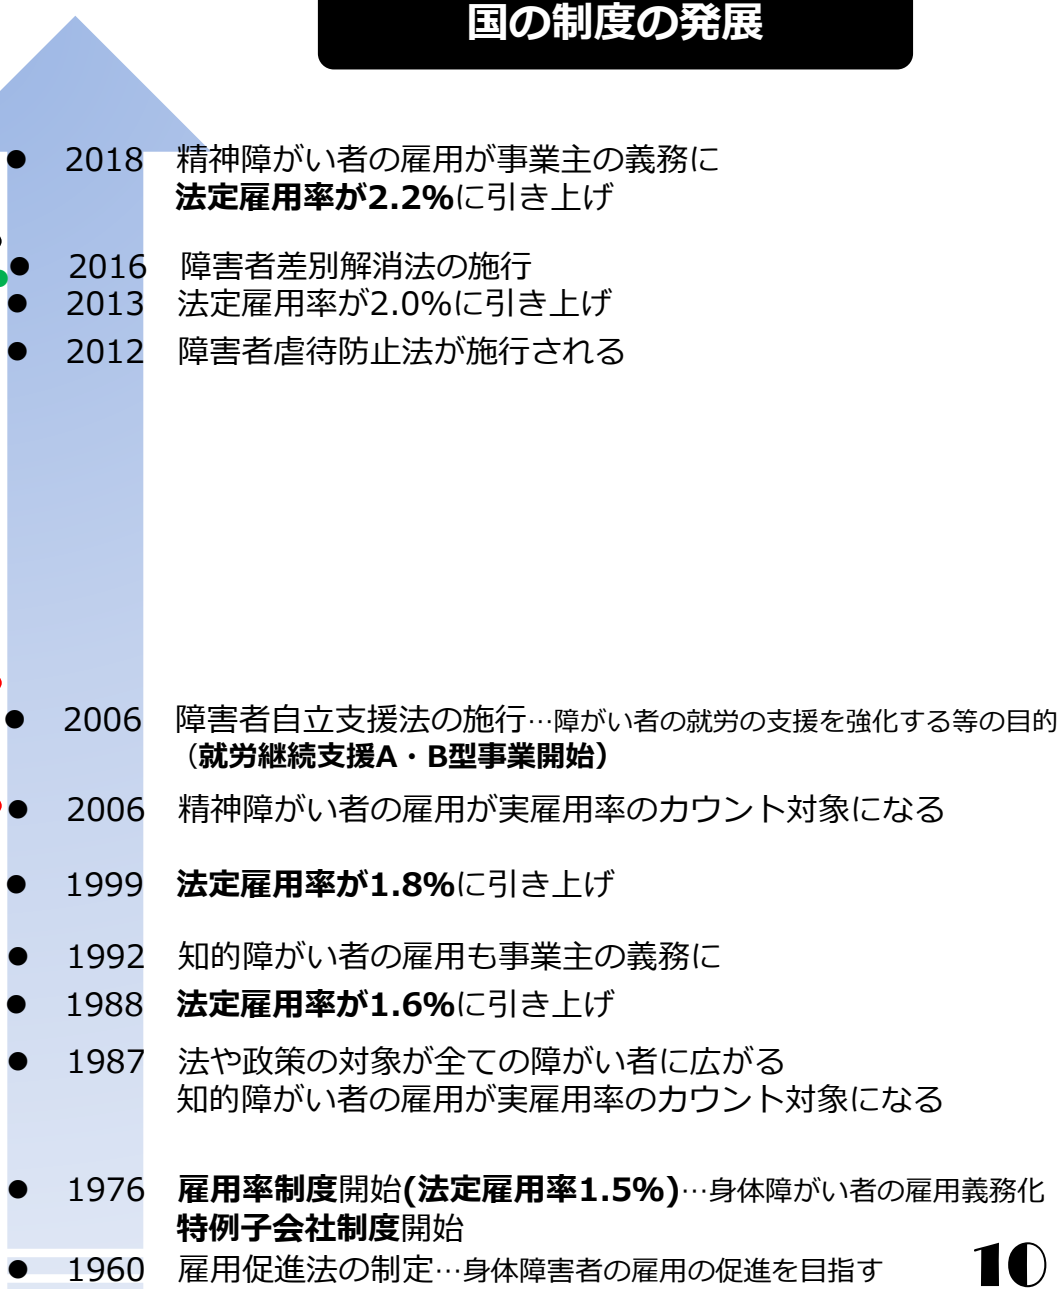 国の制度の発展
● 2018 精神障がい者の雇用が事業主の義務に
法定雇用率が2.2%に引き上げ
● 2016 障害者差別解消法の施行
● 2013 法定雇用率が2.0%に引き上げ
● 2012 障害者虐待防止法が施行される
● 2006 障害者自立支援法の施行…障がい者の就労の支援を強化する等の目的
（就労継続支援A・B型事業開始）
● 2006 精神障がい者の雇用が実雇用率のカウント対象になる
● 1999 法定雇用率が1.8%に引き上げ
● 1992 知的障がい者の雇用も事業主の義務に
● 1988 法定雇用率が1.6%に引き上げ
● 1987 法や政策の対象が全ての障がい者に広がる
知的障がい者の雇用が実雇用率のカウント対象になる
● 1976 雇用率制度開始(法定雇用率1.5%)…身体障がい者の雇用義務化
特例子会社制度開始
● 1960 雇用促進法の制定…身体障害者の雇用の促進を目指す
10